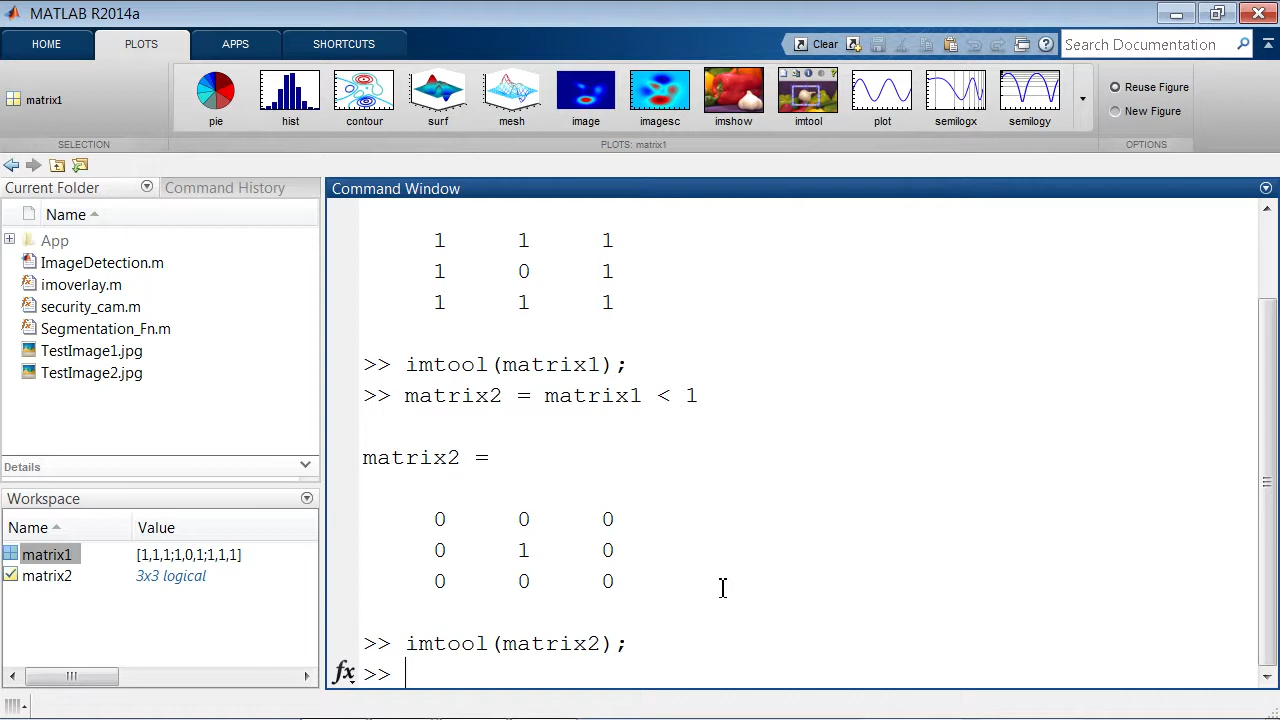 MATLAB R2014a
HOME PLOTS APPS SHORTCUTS Clear Search Documentation
matrix1
pie hist contour surf mesh image imagesc imshow imtool plot semilogx semilogy
Reuse Figure
New Figure
SELECTION PLOTS: matrix1 OPTIONS
Current Folder Command History
Name
App
ImageDetection.m
imoverlay.m
security_cam.m
Segmentation_Fn.m
TestImage1.jpg
TestImage2.jpg
Details
Workspace
Name Value
matrix1 [1,1,1;1,0,1;1,1,1]
matrix2 3x3 logical
Command Window
1 1 1
1 0 1
1 1 1
>> imtool(matrix1);
>> matrix2 = matrix1 < 1
matrix2 =
0 0 0
0 1 0
0 0 0
>> imtool(matrix2);
fx >>